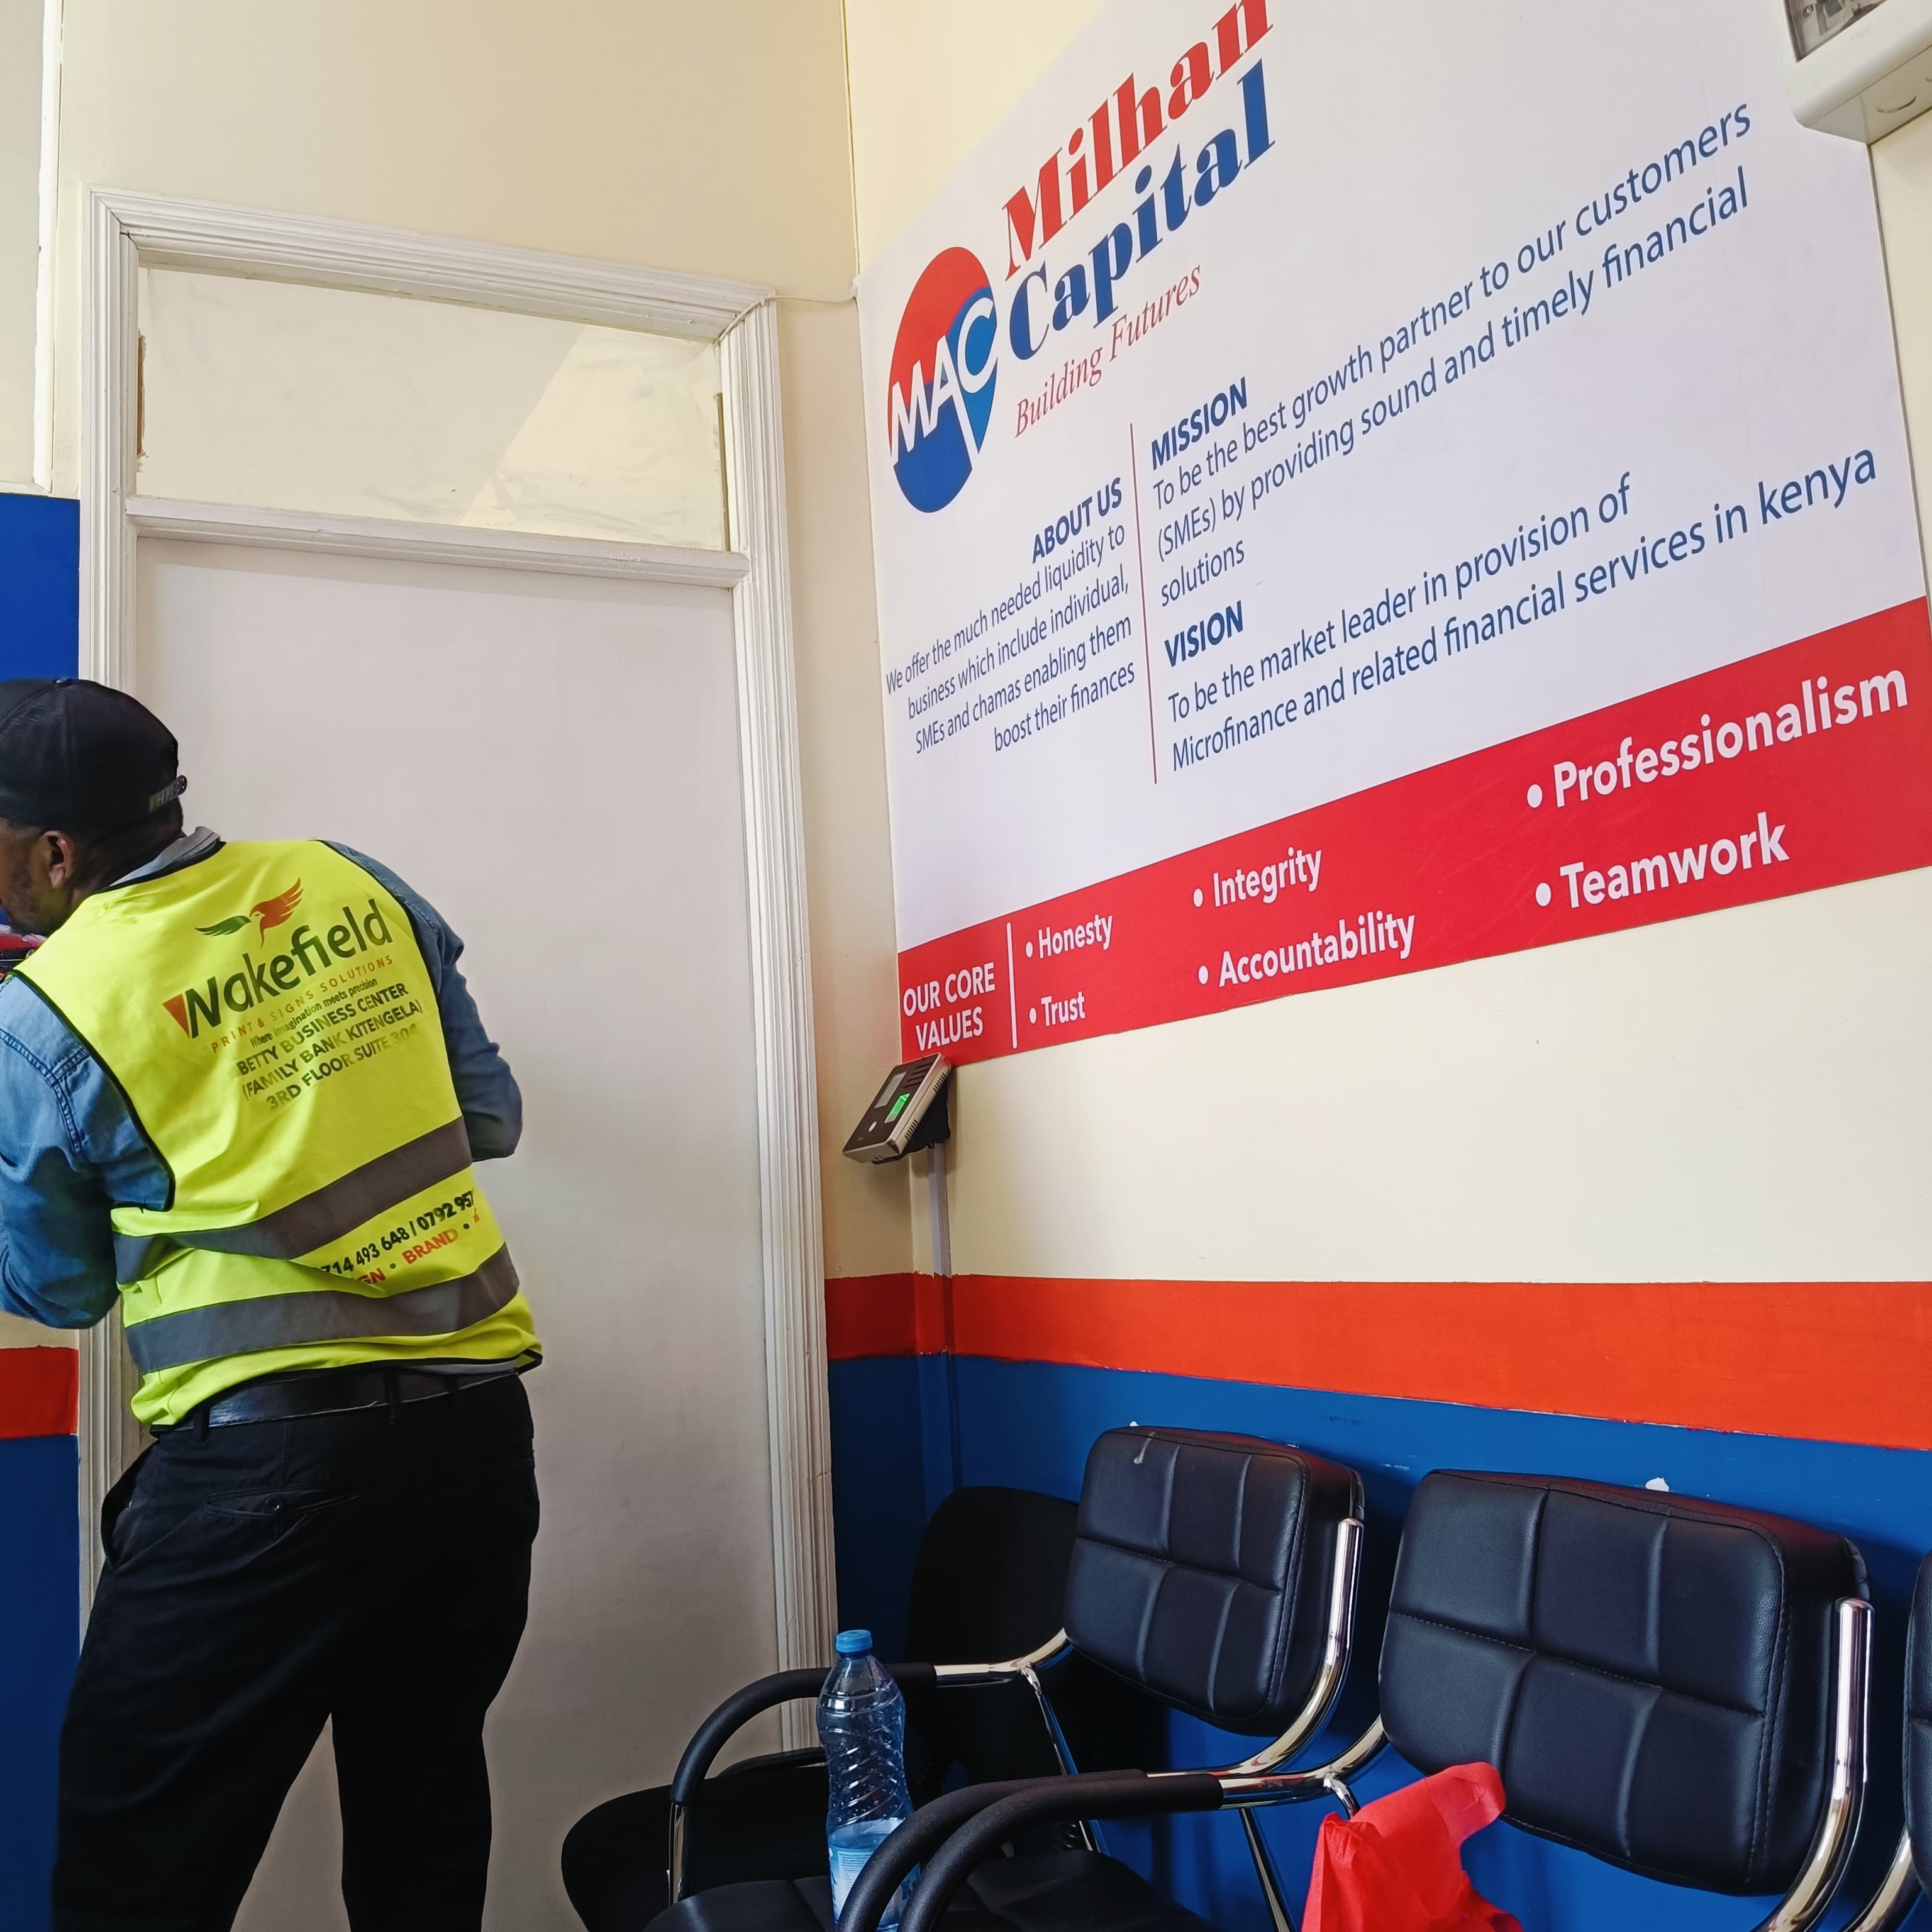 Milhan
Capital
Building Futures
MAC
ABOUT US
We offer the much needed liquidity to
business which include individual,
SMEs and chamas enabling them
boost their finances
MISSION
To be the best growth partner to our customers
(SMEs) by providing sound and timely financial
solutions
VISION
To be the market leader in provision of
Microfinance and related financial services in kenya
OUR CORE
VALUES
• Honesty
• Trust
• Integrity
• Accountability
• Professionalism
• Teamwork
Wakefield
PRINT & SIGNS SOLUTIONS
Where imagination meets precision
BETTY BUSINESS CENTER
(FAMILY BANK KITENGELA)
3RD FLOOR SUITE 304
714 493 648 / 0792 957
GN • BRAND •